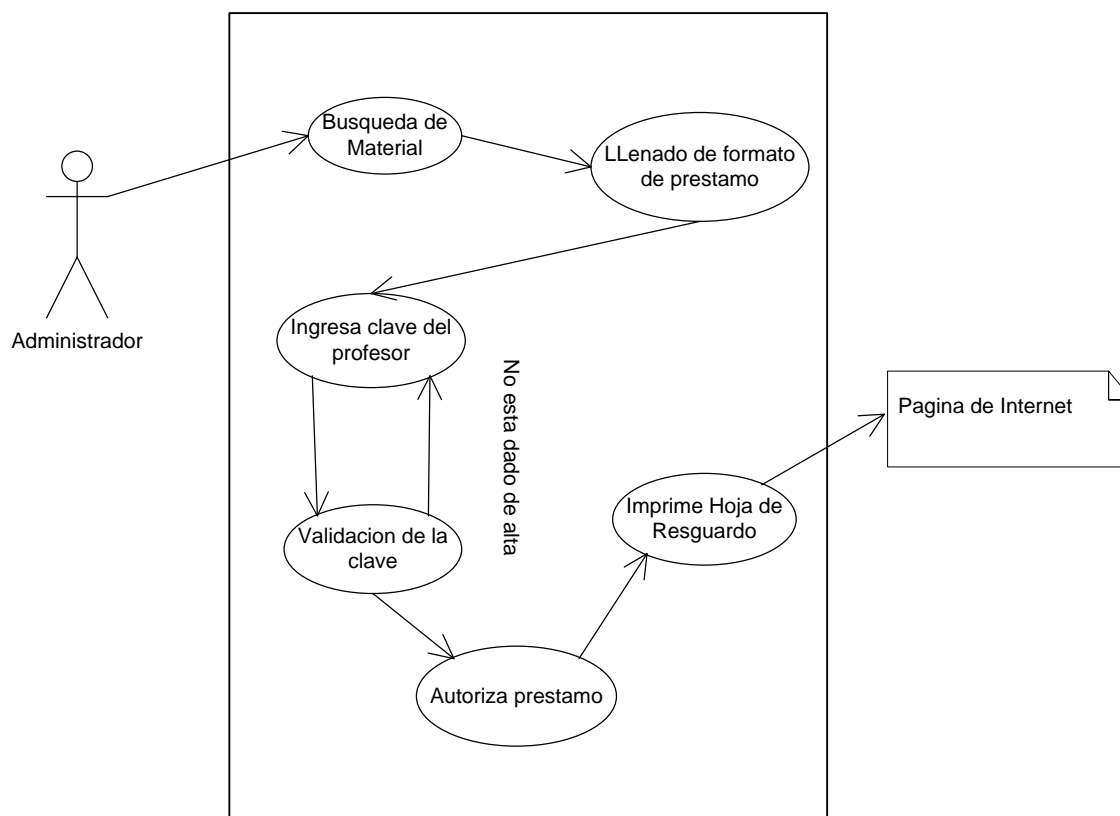 Busqueda de
Material
LLenado de formato
de prestamo
Administrador
Ingresa clave del
profesor
No esta dado de alta
Pagina de Internet
Validacion de la
clave
Imprime Hoja de
Resguardo
Autoriza prestamo